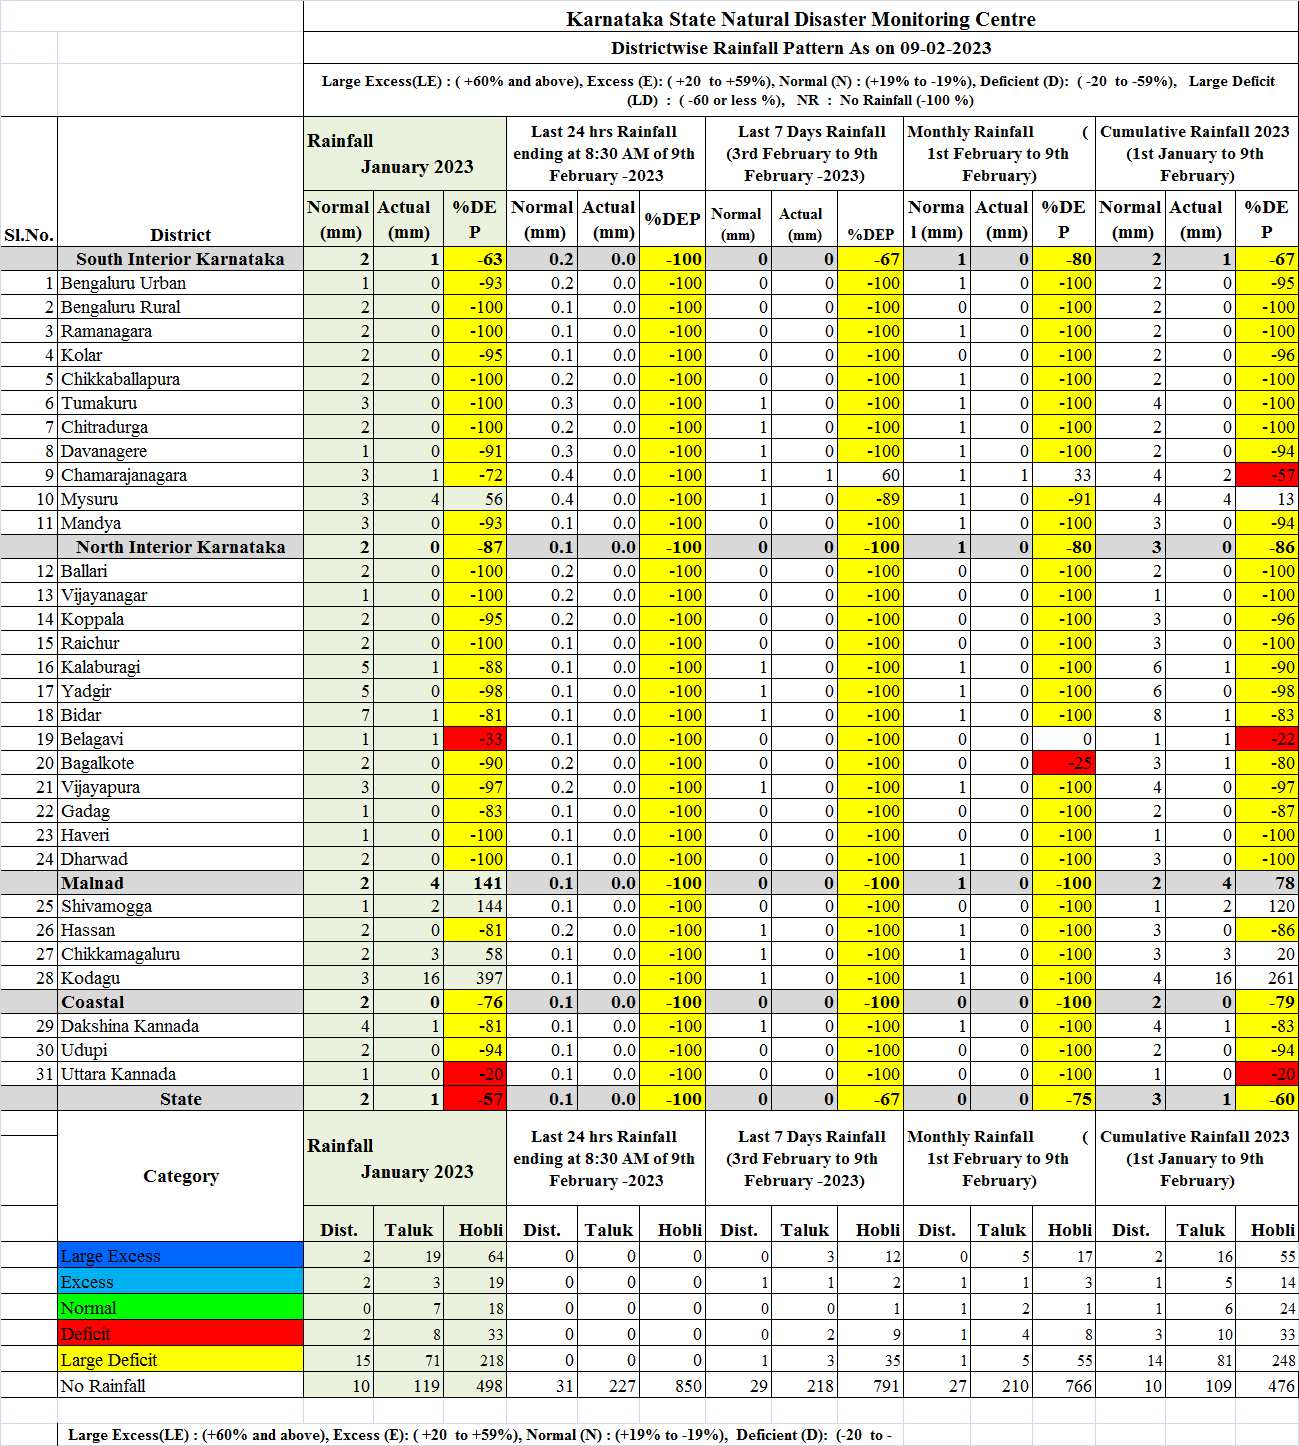 Karnataka State Natural Disaster Monitoring Centre
Districtwise Rainfall Pattern As on 09-02-2023
Large Excess(LE) : ( +60% and above), Excess (E): ( +20 to +59%), Normal (N) : (+19% to -19%), Deficient (D): ( -20 to -59%), Large Deficit
(LD) : ( -60 or less %), NR : No Rainfall (-100 %)
Sl.No. District Rainfall January 2023 Last 24 hrs Rainfall ending at 8:30 AM of 9th February -2023 Last 7 Days Rainfall (3rd February to 9th February -2023) Monthly Rainfall ( 1st February to 9th February) Cumulative Rainfall 2023 (1st January to 9th February)
Normal (mm) Actual (mm) %DE P Normal (mm) Actual (mm) %DEP Normal (mm) Actual (mm) %DEP Norma l (mm) Actual (mm) %DE P Normal (mm) Actual (mm) %DE P
South Interior Karnataka 2 1 -63 0.2 0.0 -100 0 0 -67 1 0 -80 2 1 -67
1 Bengaluru Urban 1 0 -93 0.2 0.0 -100 0 0 -100 1 0 -100 2 0 -95
2 Bengaluru Rural 2 0 -100 0.1 0.0 -100 0 0 -100 0 0 -100 2 0 -100
3 Ramanagara 2 0 -100 0.1 0.0 -100 0 0 -100 1 0 -100 2 0 -100
4 Kolar 2 0 -95 0.1 0.0 -100 0 0 -100 0 0 -100 2 0 -96
5 Chikkaballapura 2 0 -100 0.2 0.0 -100 0 0 -100 1 0 -100 2 0 -100
6 Tumakuru 3 0 -100 0.3 0.0 -100 1 0 -100 1 0 -100 4 0 -100
7 Chitradurga 2 0 -100 0.2 0.0 -100 1 0 -100 1 0 -100 2 0 -100
8 Davanagere 1 0 -91 0.3 0.0 -100 1 0 -100 1 0 -100 2 0 -94
9 Chamarajanagara 3 1 -72 0.4 0.0 -100 1 1 60 1 1 33 4 2 -57
10 Mysuru 3 4 56 0.4 0.0 -100 1 0 -89 1 0 -91 4 4 13
11 Mandya 3 0 -93 0.1 0.0 -100 0 0 -100 1 0 -100 3 0 -94
North Interior Karnataka 2 0 -87 0.1 0.0 -100 0 0 -100 1 0 -80 3 0 -86
12 Ballari 2 0 -100 0.2 0.0 -100 0 0 -100 0 0 -100 2 0 -100
13 Vijayanagar 1 0 -100 0.2 0.0 -100 0 0 -100 0 0 -100 2 0 -100
14 Koppala 2 0 -95 0.2 0.0 -100 0 0 -100 0 0 -100 3 0 -96
15 Raichur 2 0 -100 0.1 0.0 -100 0 0 -100 0 0 -100 3 0 -100
16 Kalaburagi 5 1 -88 0.1 0.0 -100 1 0 -100 1 0 -100 6 1 -90
17 Yadgir 5 0 -98 0.1 0.0 -100 1 0 -100 1 0 -100 6 0 -98
18 Bidar 7 1 -81 0.1 0.0 -100 1 0 -100 1 0 -100 8 1 -83
19 Belagavi 1 1 -33 0.1 0.0 -100 0 0 -100 0 0 0 1 1 -22
20 Bagalkote 2 0 -90 0.2 0.0 -100 0 0 -100 0 0 -25 3 1 -80
21 Vijayapura 3 0 -97 0.2 0.0 -100 1 0 -100 1 0 -100 4 0 -97
22 Gadag 1 0 -83 0.1 0.0 -100 0 0 -100 0 0 -100 2 0 -87
23 Haveri 1 0 -100 0.1 0.0 -100 0 0 -100 0 0 -100 1 0 -100
24 Dharwad 2 0 -100 0.1 0.0 -100 0 0 -100 1 0 -100 3 0 -100
Malnad 2 4 141 0.1 0.0 -100 0 0 -100 1 0 -100 2 4 78
25 Shivamogga 1 2 144 0.1 0.0 -100 0 0 -100 0 0 -100 1 2 120
26 Hassan 2 0 -81 0.2 0.0 -100 1 0 -100 1 0 -100 3 0 -86
27 Chikkamagaluru 2 3 58 0.1 0.0 -100 1 0 -100 1 0 -100 3 3 20
28 Kodagu 3 16 397 0.1 0.0 -100 1 0 -100 1 0 -100 4 16 261
Coastal 2 0 -76 0.1 0.0 -100 0 0 -100 0 0 -100 2 0 -79
29 Dakshina Kannada 4 1 -81 0.1 0.0 -100 1 0 -100 1 0 -100 4 1 -83
30 Udupi 2 0 -94 0.1 0.0 -100 0 0 -100 0 0 -100 2 0 -94
31 Uttara Kannada 1 0 -20 0.1 0.0 -100 0 0 -100 0 0 -100 1 0 -20
State 2 1 -57 0.1 0.0 -100 0 0 -67 0 0 -75 3 1 -60
Category Rainfall January 2023 Last 24 hrs Rainfall ending at 8:30 AM of 9th February -2023 Last 7 Days Rainfall (3rd February to 9th February -2023) Monthly Rainfall ( 1st February to 9th February) Cumulative Rainfall 2023 (1st January to 9th February)
Dist. Taluk Hobli Dist. Taluk Hobli Dist. Taluk Hobli Dist. Taluk Hobli Dist. Taluk Hobli
Large Excess 2 19 64 0 0 0 0 3 12 0 5 17 2 16 55
Excess 2 3 19 0 0 0 1 1 2 1 1 3 1 5 14
Normal 0 7 18 0 0 0 0 0 1 1 2 1 1 6 24
Deficit 2 8 33 0 0 0 0 2 9 1 4 8 3 10 33
Large Deficit 15 71 218 0 0 0 1 3 35 1 5 55 14 81 248
No Rainfall 10 119 498 31 227 850 29 218 791 27 210 766 10 109 476
Large Excess(LE) : (+60% and above), Excess (E): ( +20 to +59%), Normal (N) : (+19% to -19%), Deficient (D): (-20 to -